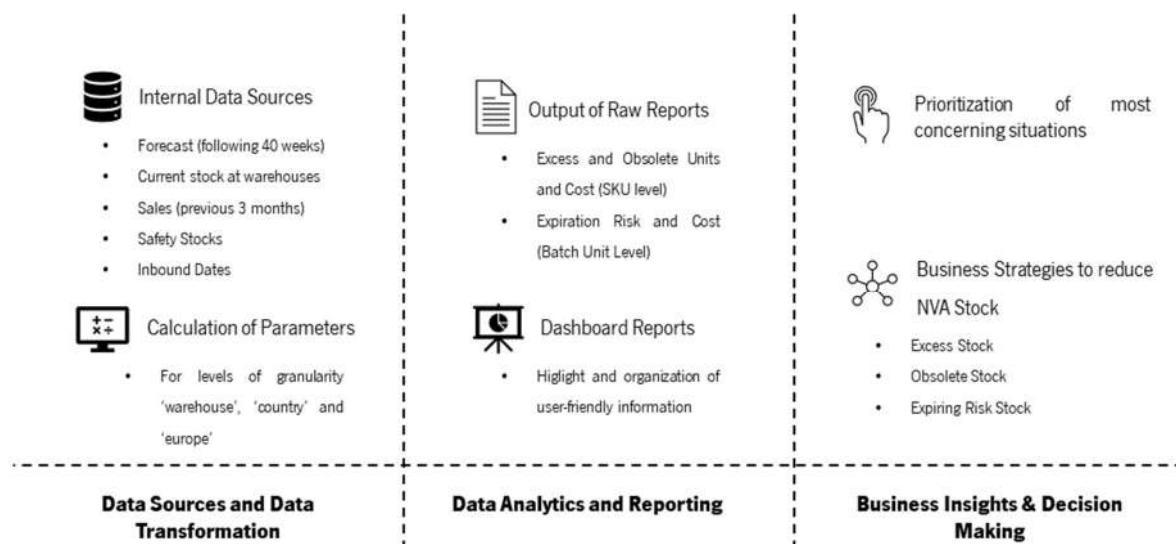 Internal Data Sources
• Forecast (following 40 weeks)
• Current stock at warehouses
• Sales (previous 3 months)
• Safety Stocks
• Inbound Dates
Calculation of Parameters
• For levels of granularity
'warehouse', 'country' and
'europe'
Data Sources and Data
Transformation
Output of Raw Reports
• Excess and Obsolete Units
and Cost (SKU level)
• Expiration Risk and Cost
(Batch Unit Level)
Dashboard Reports
• Higlight and organization of
user-friendly information
Data Analytics and Reporting
Prioritization of most
concerning situations
Business Strategies to reduce
NVA Stock
• Excess Stock
• Obsolete Stock
• Expiring Risk Stock
Business Insights & Decision
Making